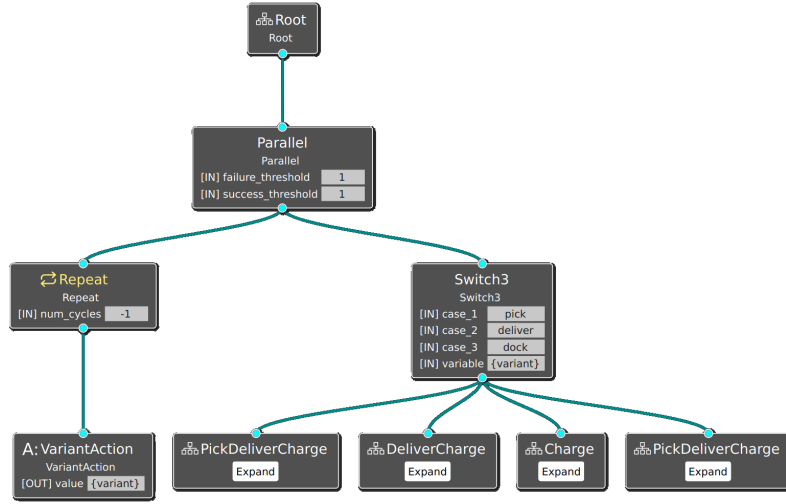 Root
Root
Parallel
Parallel
[IN] failure_threshold 1
[IN] success_threshold 1
Repeat
Repeat
[IN] num_cycles -1
Switch3
Switch3
[IN] case_1 pick
[IN] case_2 deliver
[IN] case_3 dock
[IN] variable {variant}
A: VariantAction
VariantAction
[OUT] value {variant}
PickDeliverCharge
Expand
DeliverCharge
Expand
Charge
Expand
PickDeliverCharge
Expand